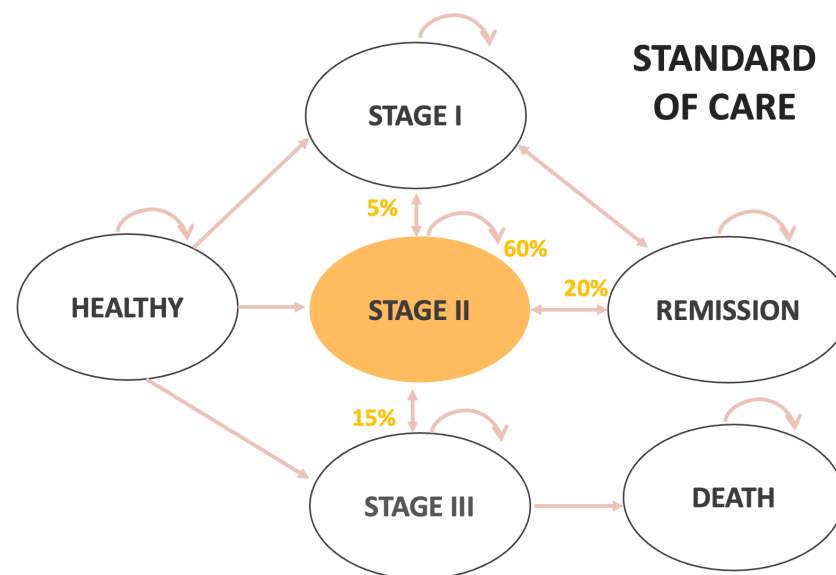 STANDARD
OF CARE
STAGE I
5%
60%
HEALTHY
STAGE II
20%
REMISSION
15%
STAGE III
DEATH